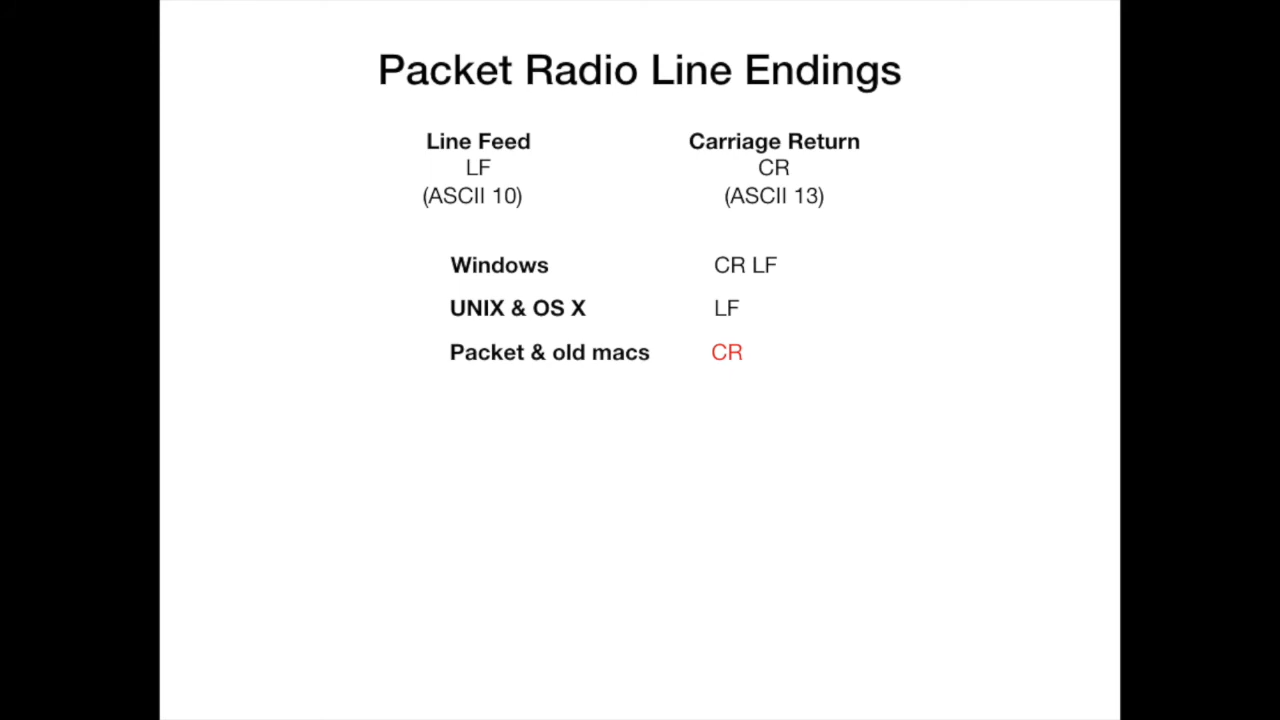 Packet Radio Line Endings
Line Feed Carriage Return
LF CR
(ASCII 10) (ASCII 13)
Windows CR LF
UNIX & OS X LF
Packet & old macs CR